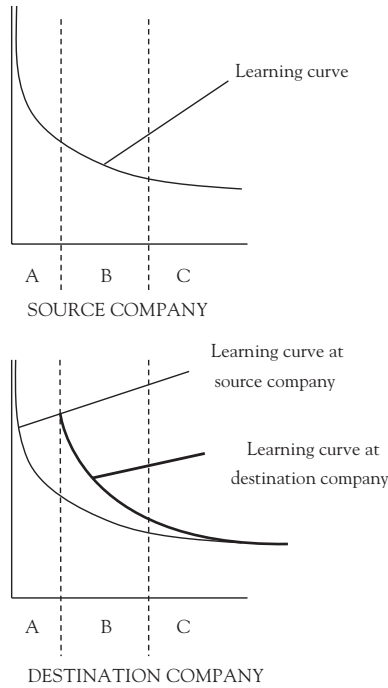 Learning curve
A B C
SOURCE COMPANY
Learning curve at
source company
Learning curve at
destination company
A B C
DESTINATION COMPANY